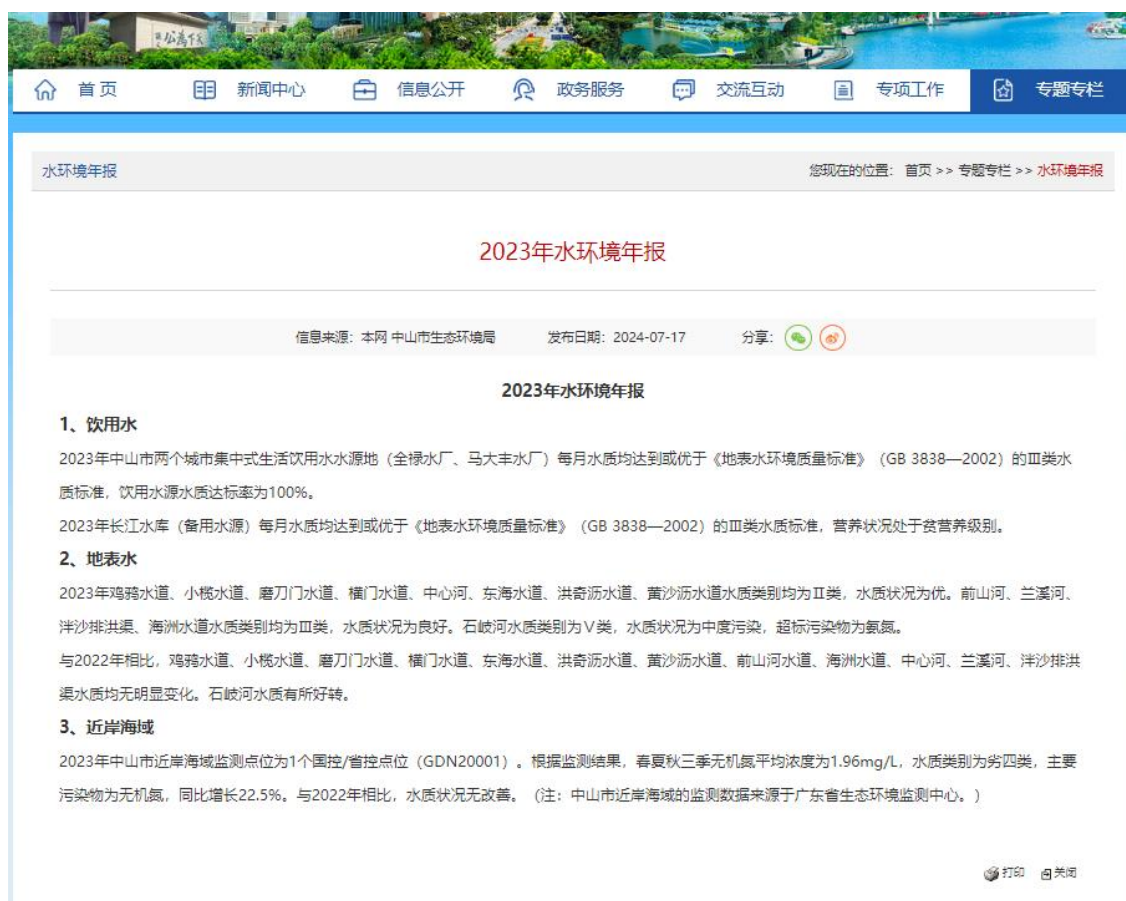 天下為公
首页 新闻中心 信息公开 政务服务 交流互动 专项工作 专题专栏
水环境年报 您现在的位置： 首页 >> 专题专栏 >> 水环境年报
2023年水环境年报
信息来源：本网 中山市生态环境局 发布日期：2024-07-17 分享：
2023年水环境年报
1、饮用水
2023年中山市两个城市集中式生活饮用水水源地（全禄水厂、马大丰水厂）每月水质均达到或优于《地表水环境质量标准》（GB 3838—2002）的Ⅲ类水
质标准，饮用水源水质达标率为100%。
2023年长江水库（备用水源）每月水质均达到或优于《地表水环境质量标准》（GB 3838—2002）的Ⅲ类水质标准，营养状况处于贫营养级别。
2、地表水
2023年鸡鸦水道、小榄水道、磨刀门水道、横门水道、中心河、东海水道、洪奇沥水道、黄沙沥水道水质类别均为Ⅱ类，水质状况为优。前山河、兰溪河、
泮沙排洪渠、海洲水道水质类别均为Ⅲ类，水质状况为良好。石岐河水质类别为Ⅴ类，水质状况为中度污染，超标污染物为氨氮。
与2022年相比，鸡鸦水道、小榄水道、磨刀门水道、横门水道、东海水道、洪奇沥水道、黄沙沥水道、前山河水道、海洲水道、中心河、兰溪河、泮沙排洪
渠水质均无明显变化。石岐河水质有所好转。
3、近岸海域
2023年中山市近岸海域监测点位为1个国控/省控点位（GDN20001）。根据监测结果，春夏秋三季无机氮平均浓度为1.96mg/L，水质类别为劣四类，主要
污染物为无机氮，同比增长22.5%。与2022年相比，水质状况无改善。（注：中山市近岸海域的监测数据来源于广东省生态环境监测中心。）
打印 关闭